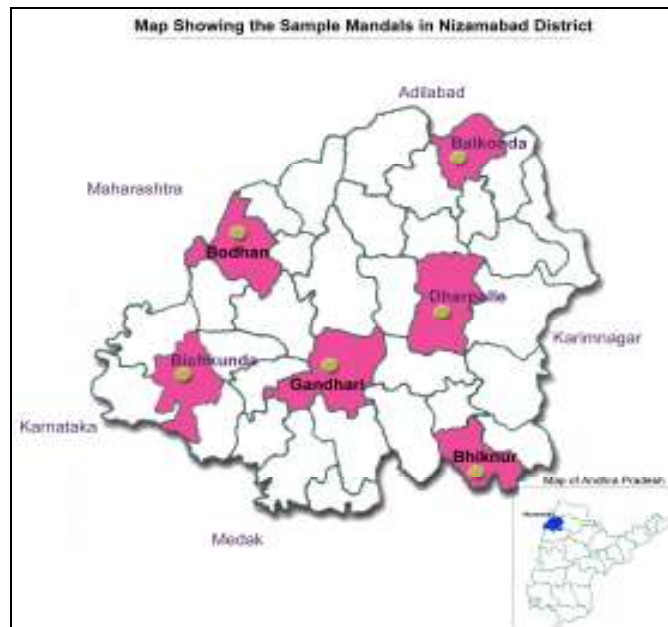 Map Showing the Sample Mandals in Nizamabad District
Adilabad
Balkonda
Maharashtra
Bodhan
Dharpalle
Karimnagar
Bichkunda
Gandhari
Karnataka
Bhiknur
Map of Andhra Pradesh
Medak